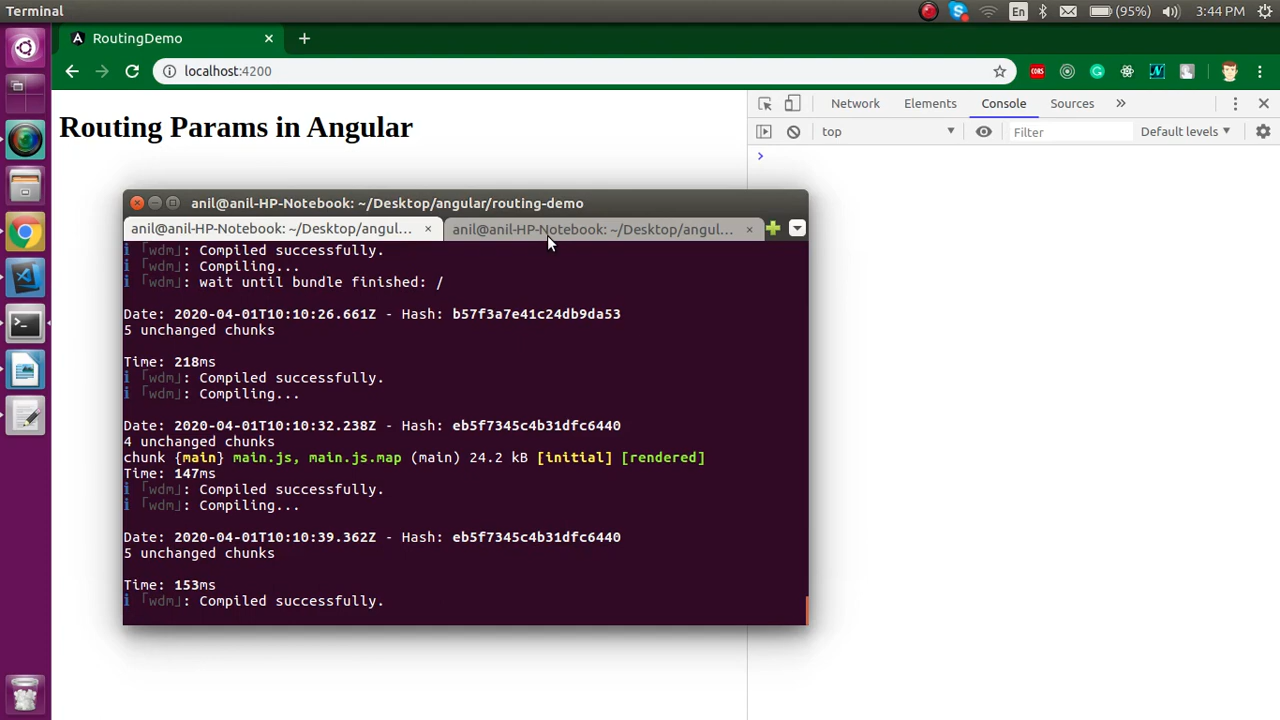 Terminal
En
(95%)
3:44 PM
RoutingDemo
localhost:4200
CORS
Routing Params in Angular
Network
Elements
Console
Sources
top
Filter
Default levels
anil@anil-HP-Notebook: ~/Desktop/angular/routing-demo
anil@anil-HP-Notebook: ~/Desktop/angul...
anil@anil-HP-Notebook: ~/Desktop/angul...
ℹ 「wdm」: Compiled successfully.
ℹ 「wdm」: Compiling...
ℹ 「wdm」: wait until bundle finished: /
Date: 2020-04-01T10:10:26.661Z - Hash: b57f3a7e41c24db9da53
5 unchanged chunks
Time: 218ms
ℹ 「wdm」: Compiled successfully.
ℹ 「wdm」: Compiling...
Date: 2020-04-01T10:10:32.238Z - Hash: eb5f7345c4b31dfc6440
4 unchanged chunks
chunk {main} main.js, main.js.map (main) 24.2 kB [initial] [rendered]
Time: 147ms
ℹ 「wdm」: Compiled successfully.
ℹ 「wdm」: Compiling...
Date: 2020-04-01T10:10:39.362Z - Hash: eb5f7345c4b31dfc6440
5 unchanged chunks
Time: 153ms
ℹ 「wdm」: Compiled successfully.